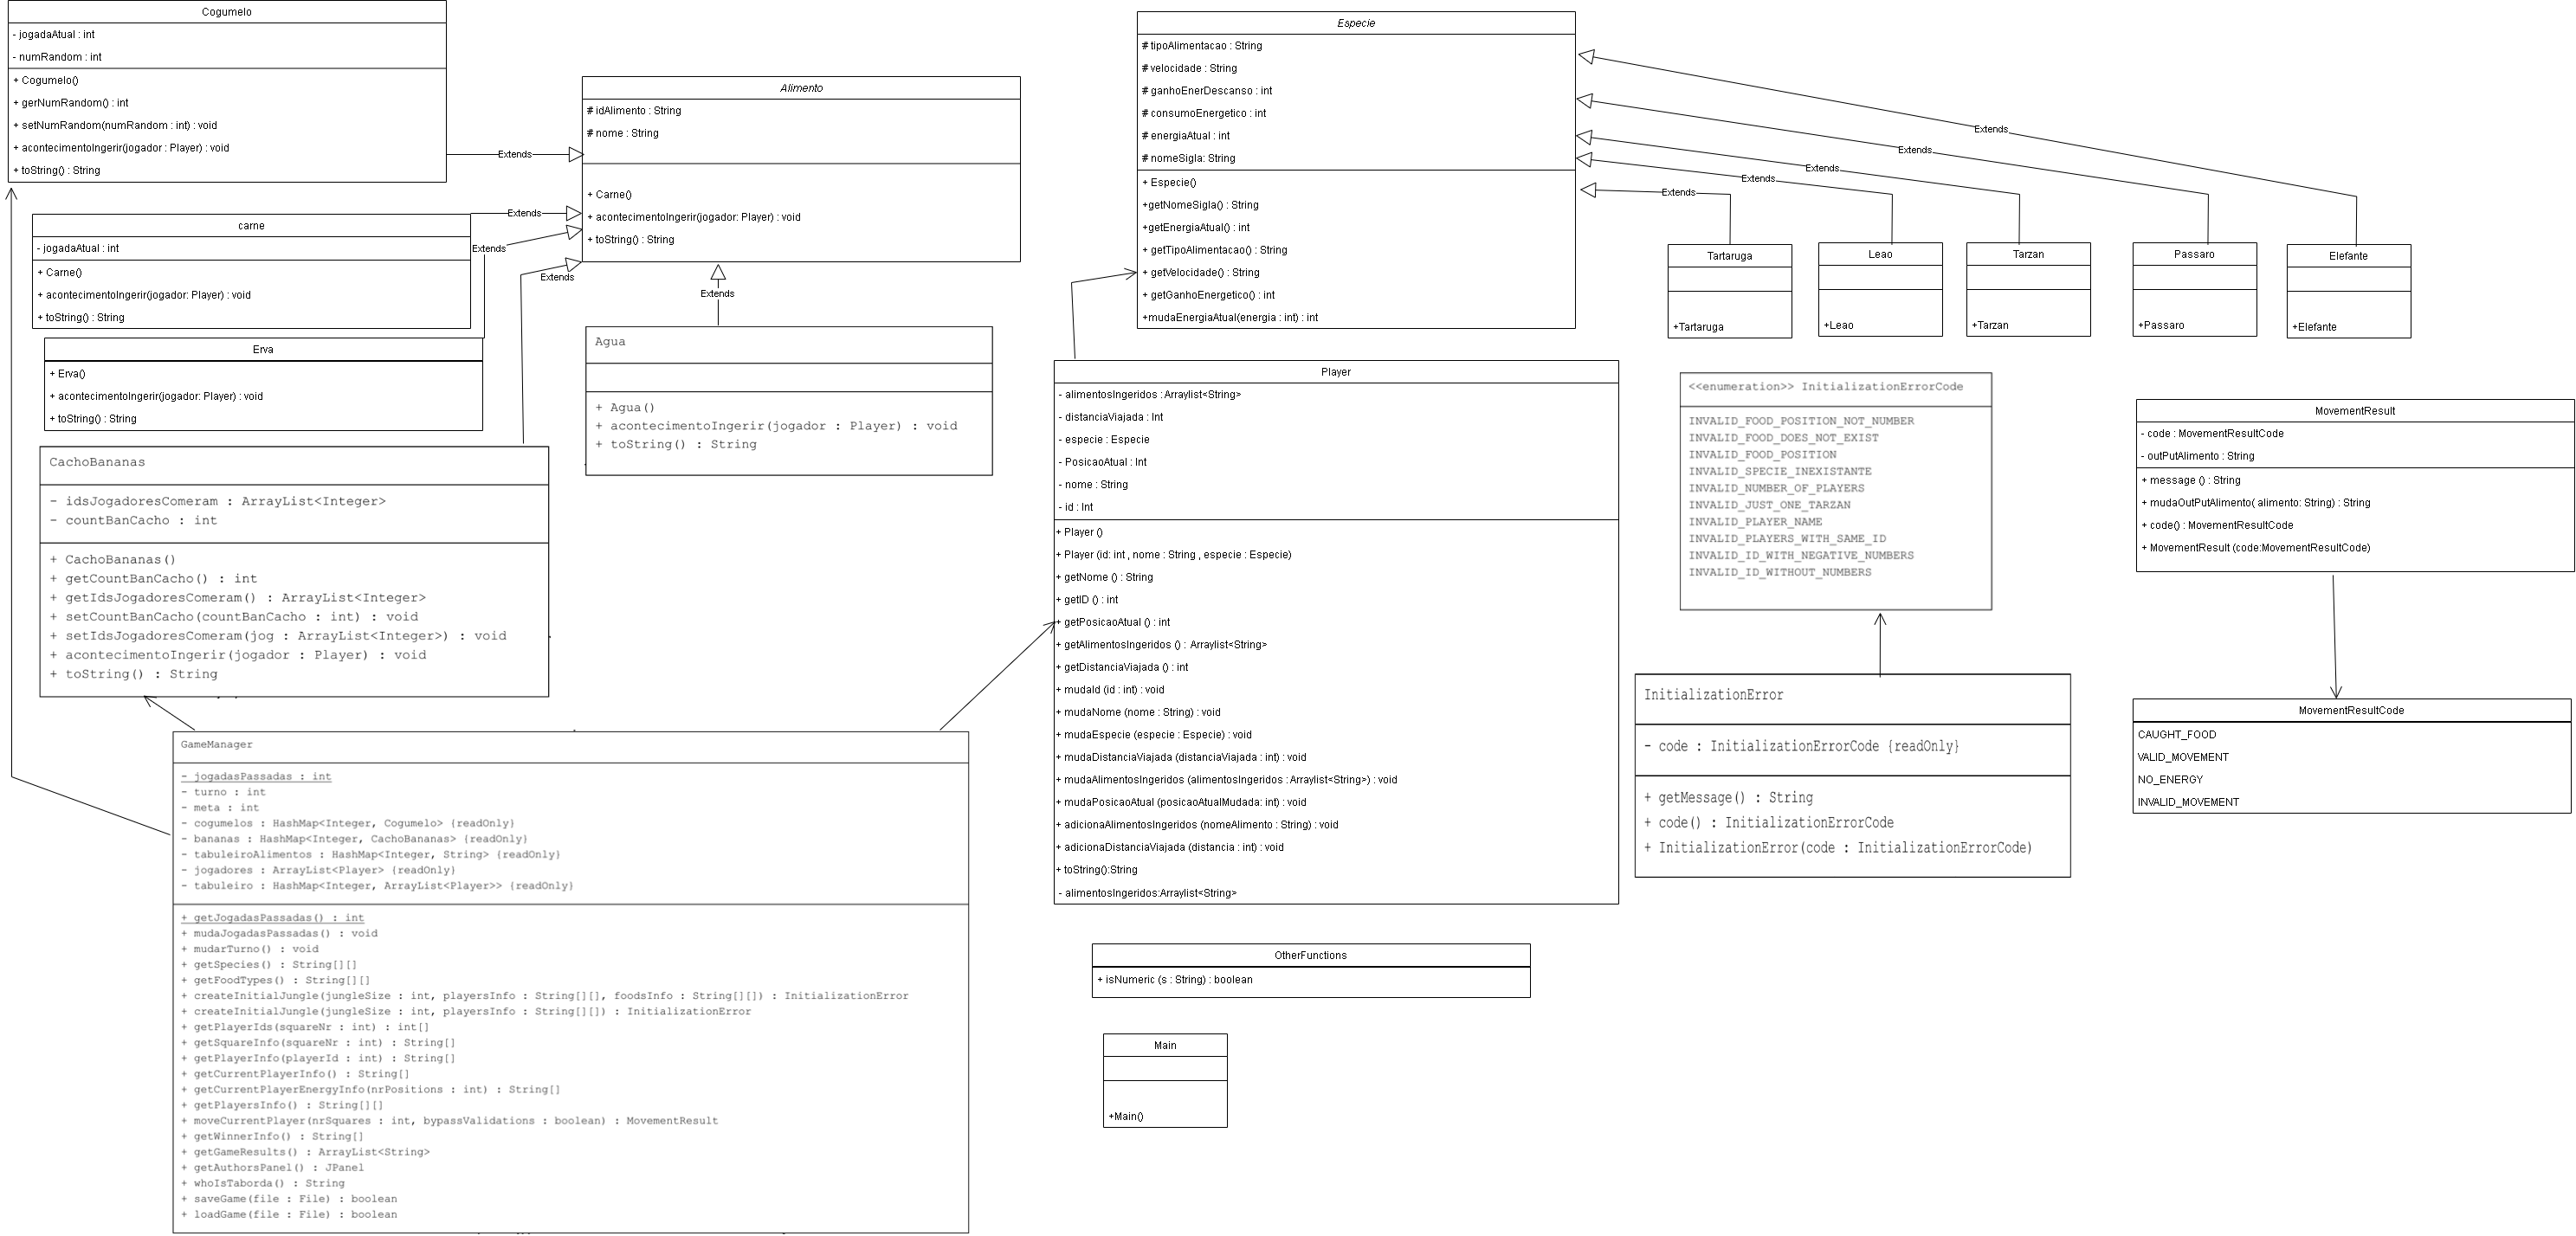 Cogumelo
- jogadaAtual : int
- numRandom : int
+ Cogumelo()
+ gerNumRandom() : int
+ setNumRandom(numRandom : int) : void
+ acontecimentoIngerir(jogador : Player) : void
+ toString() : String
Extends
carne
- jogadaAtual : int
+ Carne()
+ acontecimentoIngerir(jogador: Player) : void
+ toString() : String
Extends
Erva
+ Erva()
+ acontecimentoIngerir(jogador: Player) : void
+ toString() : String
Extends
CachoBananas
- idsJogadoresComeram : ArrayList<Integer>
- countBanCacho : int
+ CachoBananas()
+ getCountBanCacho() : int
+ getIdsJogadoresComeram() : ArrayList<Integer>
+ setCountBanCacho(countBanCacho : int) : void
+ setIdsJogadoresComeram(jog : ArrayList<Integer>) : void
+ acontecimentoIngerir(jogador : Player) : void
+ toString() : String
Extends
Alimento
# idAlimento : String
# nome : String
+ Carne()
+ acontecimentoIngerir(jogador: Player) : void
+ toString() : String
Extends
Agua
+ Agua()
+ acontecimentoIngerir(jogador : Player) : void
+ toString() : String
GameManager
- jogadasPassadas : int
- turno : int
- meta : int
- cogumelos : HashMap<Integer, Cogumelo> {readOnly}
- bananas : HashMap<Integer, CachoBananas> {readOnly}
- tabuleiroAlimentos : HashMap<Integer, String> {readOnly}
- jogadores : ArrayList<Player> {readOnly}
- tabuleiro : HashMap<Integer, ArrayList<Player>> {readOnly}
+ getJogadasPassadas() : int
+ mudaJogadasPassadas() : void
+ mudarTurno() : void
+ getSpecies() : String[][]
+ getFoodTypes() : String[][]
+ createInitialJungle(jungleSize : int, playersInfo : String[][], foodsInfo : String[][]) : InitializationError
+ createInitialJungle(jungleSize : int, playersInfo : String[][]) : InitializationError
+ getPlayerIds(squareNr : int) : int[]
+ getSquareInfo(squareNr : int) : String[]
+ getPlayerInfo(playerId : int) : String[]
+ getCurrentPlayerInfo() : String[]
+ getCurrentPlayerEnergyInfo(nrPositions : int) : String[]
+ getPlayersInfo() : String[][]
+ moveCurrentPlayer(nrSquares : int, bypassValidations : boolean) : MovementResult
+ getWinnerInfo() : String[]
+ getGameResults() : ArrayList<String>
+ getAuthorsPanel() : JPanel
+ whoIsTaborda() : String
+ saveGame(file : File) : boolean
+ loadGame(file : File) : boolean
Especie
# tipoAlimentacao : String
# velocidade : String
# ganhoEnerDescanso : int
# consumoEnergetico : int
# energiaAtual : int
# nomeSigla: String
+ Especie()
+getNomeSigla() : String
+getEnergiaAtual() : int
+ getTipoAlimentacao() : String
+ getVelocidade() : String
+ getGanhoEnergetico() : int
+mudaEnergiaAtual(energia : int) : int
Extends
Extends
Extends
Extends
Extends
Tartaruga
+Tartaruga
Leao
+Leao
Tarzan
+Tarzan
Passaro
+Passaro
Elefante
+Elefante
Player
- alimentosIngeridos : Arraylist<String>
- distanciaViajada : Int
- especie : Especie
- PosicaoAtual : Int
- nome : String
- id : Int
+ Player ()
+ Player (id: int , nome : String , especie : Especie)
+ getNome () : String
+ getID () : int
+ getPosicaoAtual () : int
+ getAlimentosIngeridos () : Arraylist<String>
+ getDistanciaViajada () : int
+ mudaId (id : int) : void
+ mudaNome (nome : String) : void
+ mudaEspecie (especie : Especie) : void
+ mudaDistanciaViajada (distanciaViajada : int) : void
+ mudaAlimentosIngeridos (alimentosIngeridos : Arraylist<String>) : void
+ mudaPosicaoAtual (posicaoAtualMudada: int) : void
+ adicionaAlimentosIngeridos (nomeAlimento : String) : void
+ adicionaDistanciaViajada (distancia : int) : void
+ toString():String
- alimentosIngeridos:Arraylist<String>
<<enumeration>> InitializationErrorCode
INVALID_FOOD_POSITION_NOT_NUMBER
INVALID_FOOD_DOES_NOT_EXIST
INVALID_FOOD_POSITION
INVALID_SPECIE_INEXISTANTE
INVALID_NUMBER_OF_PLAYERS
INVALID_JUST_ONE_TARZAN
INVALID_PLAYER_NAME
INVALID_PLAYERS_WITH_SAME_ID
INVALID_ID_WITH_NEGATIVE_NUMBERS
INVALID_ID_WITHOUT_NUMBERS
InitializationError
- code : InitializationErrorCode {readOnly}
+ getMessage() : String
+ code() : InitializationErrorCode
+ InitializationError(code : InitializationErrorCode)
MovementResult
- code : MovementResultCode
- outPutAlimento : String
+ message () : String
+ mudaOutPutAlimento( alimento: String) : String
+ code() : MovementResultCode
+ MovementResult (code:MovementResultCode)
MovementResultCode
CAUGHT_FOOD
VALID_MOVEMENT
NO_ENERGY
INVALID_MOVEMENT
OtherFunctions
+ isNumeric (s : String) : boolean
Main
+Main()